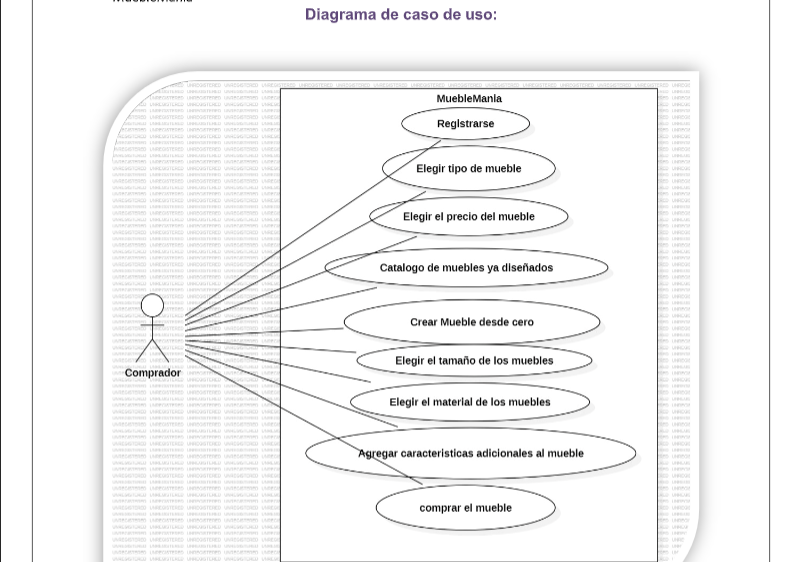 Diagrama de caso de uso:
MuebleMania
Registrarse
Elegir tipo de mueble
Elegir el precio del mueble
Catalogo de muebles ya diseñados
Crear Mueble desde cero
Elegir el tamaño de los muebles
Comprador
Elegir el material de los muebles
Agregar caracteristicas adicionales al mueble
comprar el mueble